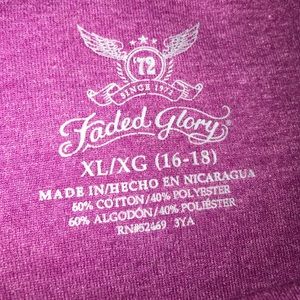 '72
SINCE 1972
Faded Glory®
XL/XG (16-18)
MADE IN/HECHO EN NICARAGUA
60% COTTON/40% POLYESTER
60% ALGODÓN/40% POLIÉSTER
RN#52469 3YA